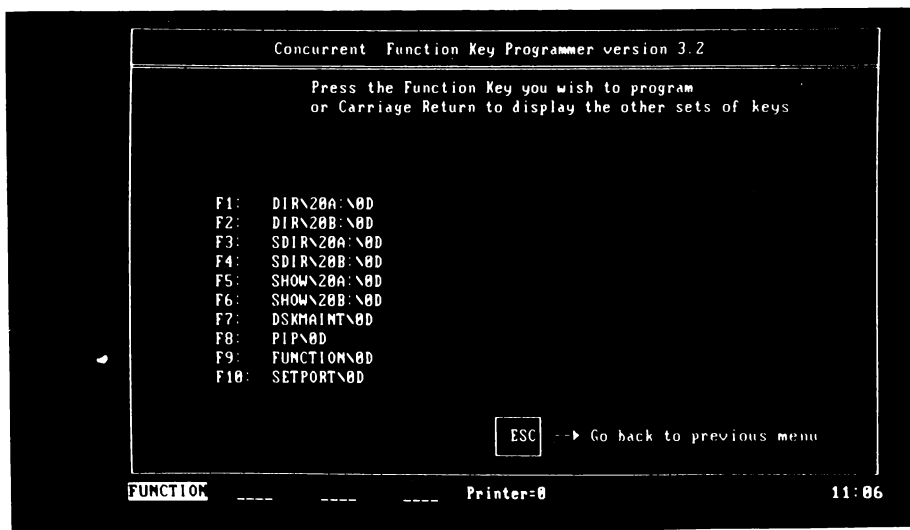 Concurrent Function Key Programmer version 3.2
Press the Function Key you wish to program
or Carriage Return to display the other sets of keys
F1: DIR\20A:\0D
F2: DIR\20B:\0D
F3: SDIR\20A:\0D
F4: SDIR\20B:\0D
F5: SHOW\20A:\0D
F6: SHOW\20B:\0D
F7: DSKMAINT\0D
F8: PIP\0D
F9: FUNCTION\0D
F10: SETPORT\0D
ESC --► Go back to previous menu
FUNCTION ---- ---- ---- Printer=0 11:06